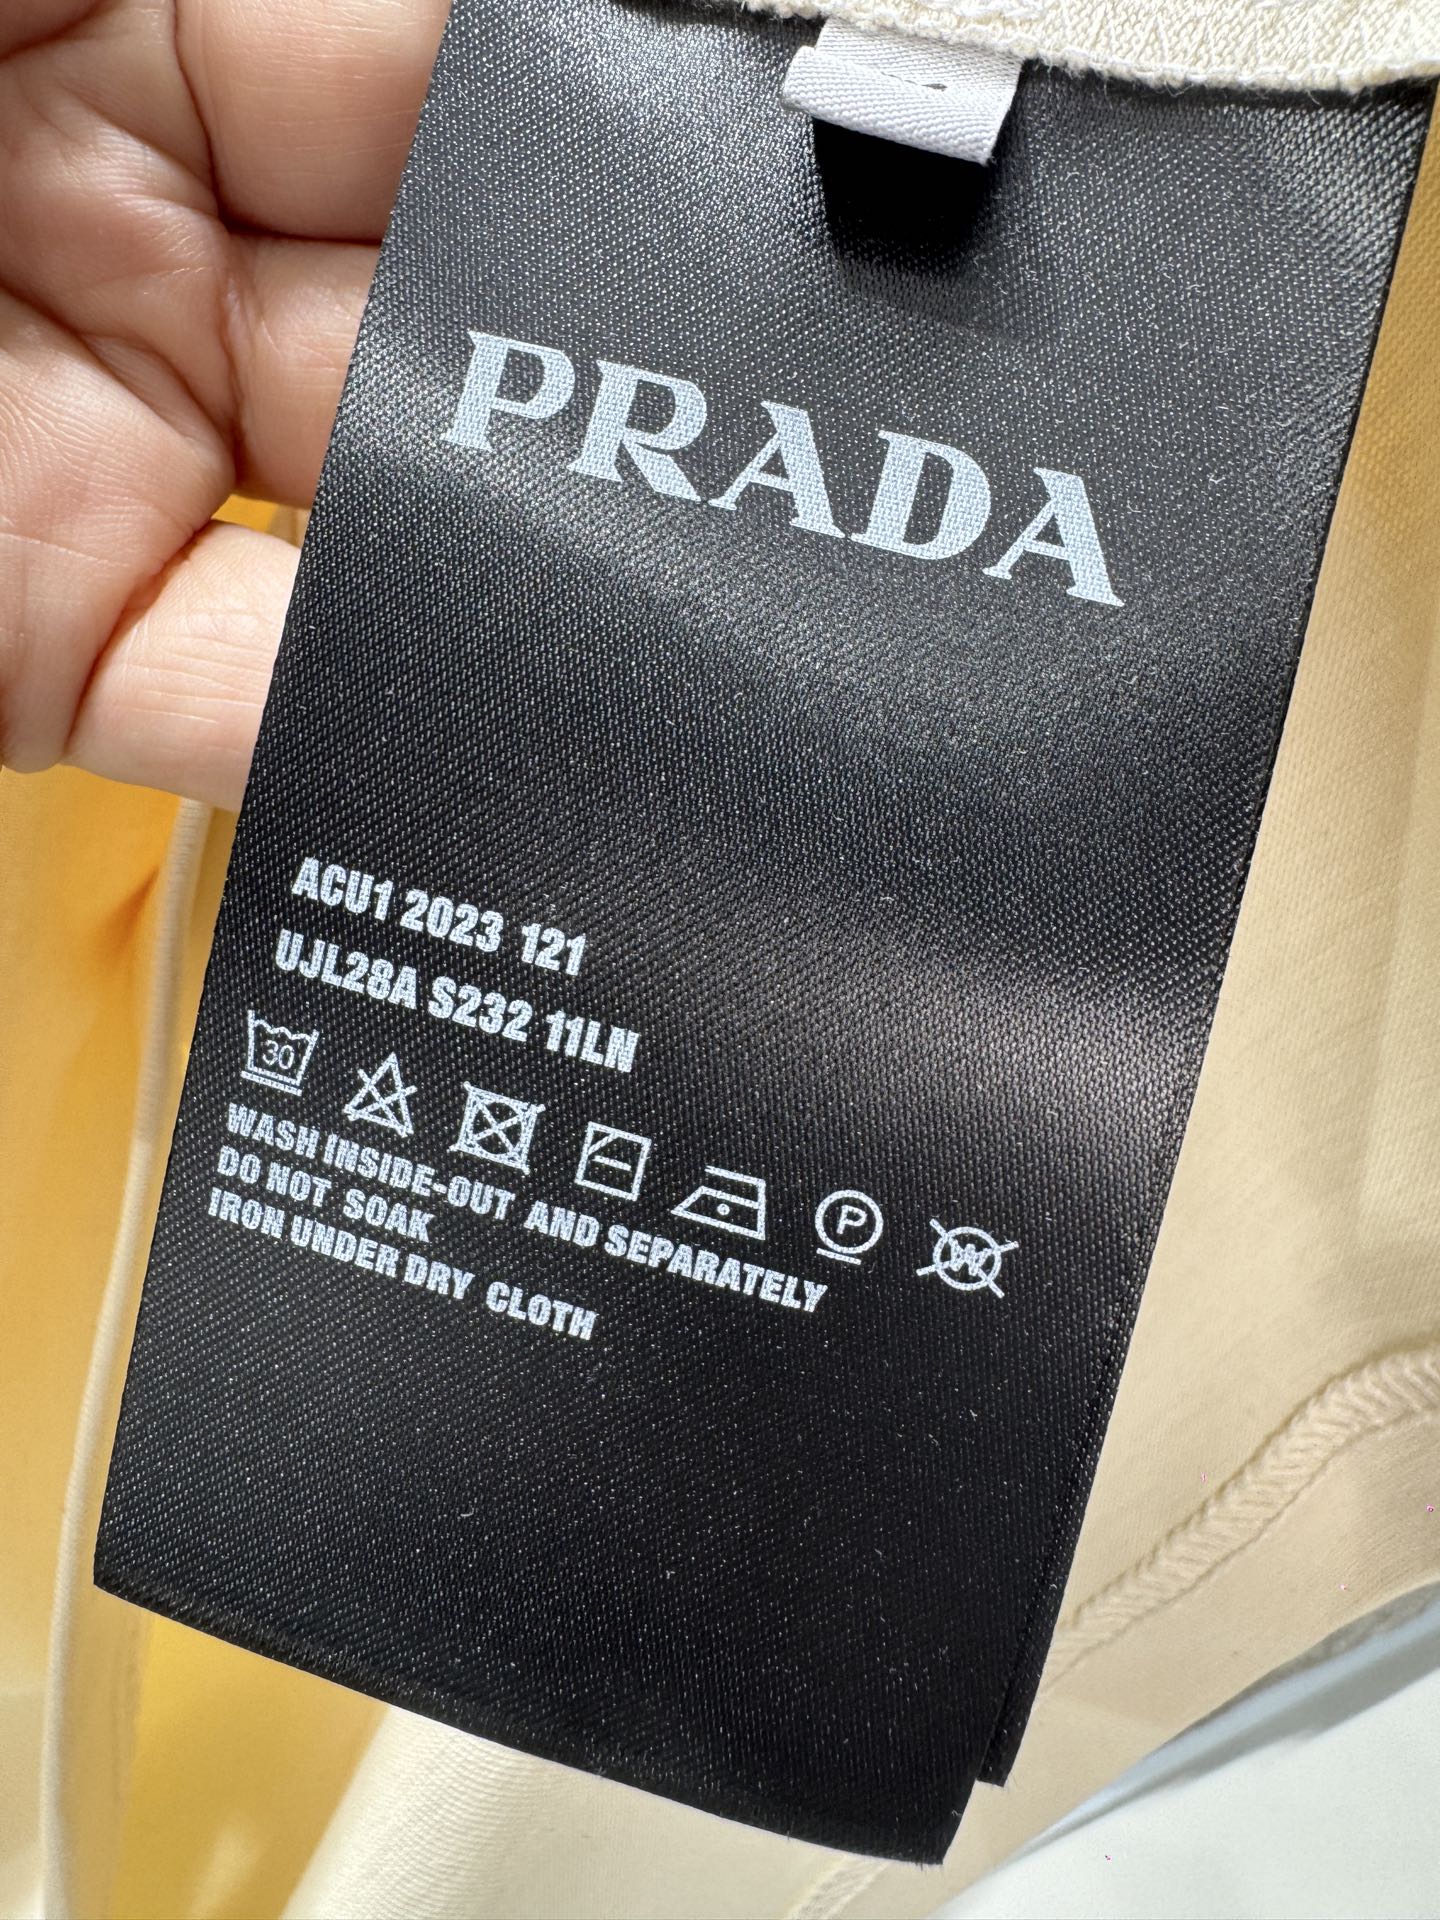 PRADA
ACU1 2023 121
UJL28A S232 11LN
30
P
W
WASH INSIDE-OUT AND SEPARATELY
DO NOT SOAK
IRON UNDER DRY CLOTH